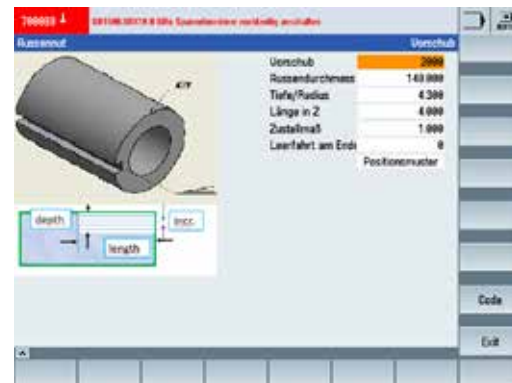 700000 ↓
Aussennut Vorschub
Vorschub 2000
Aussendurchmess 140.000
Tiefe/Radius 4.300
Länge in Z 4.000
Zustellmaß 1.000
Leerfahrt am Ende 0
Positionsmuster
depth
incr.
length
Code
Exit